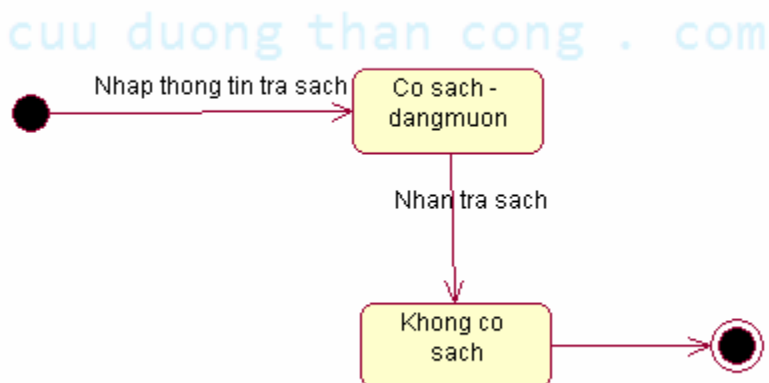 cuu duong than cong . com
Nhap thong tin tra sach
Co sach -
dangmuon
Nhan tra sach
Khong co
sach